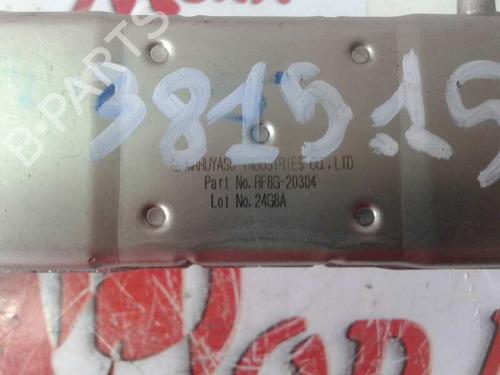 B-PARTS
381515
MARUYASU INDUSTRIES CO., LTD
Part No. RF8G-20304
Lot No. 24G8A